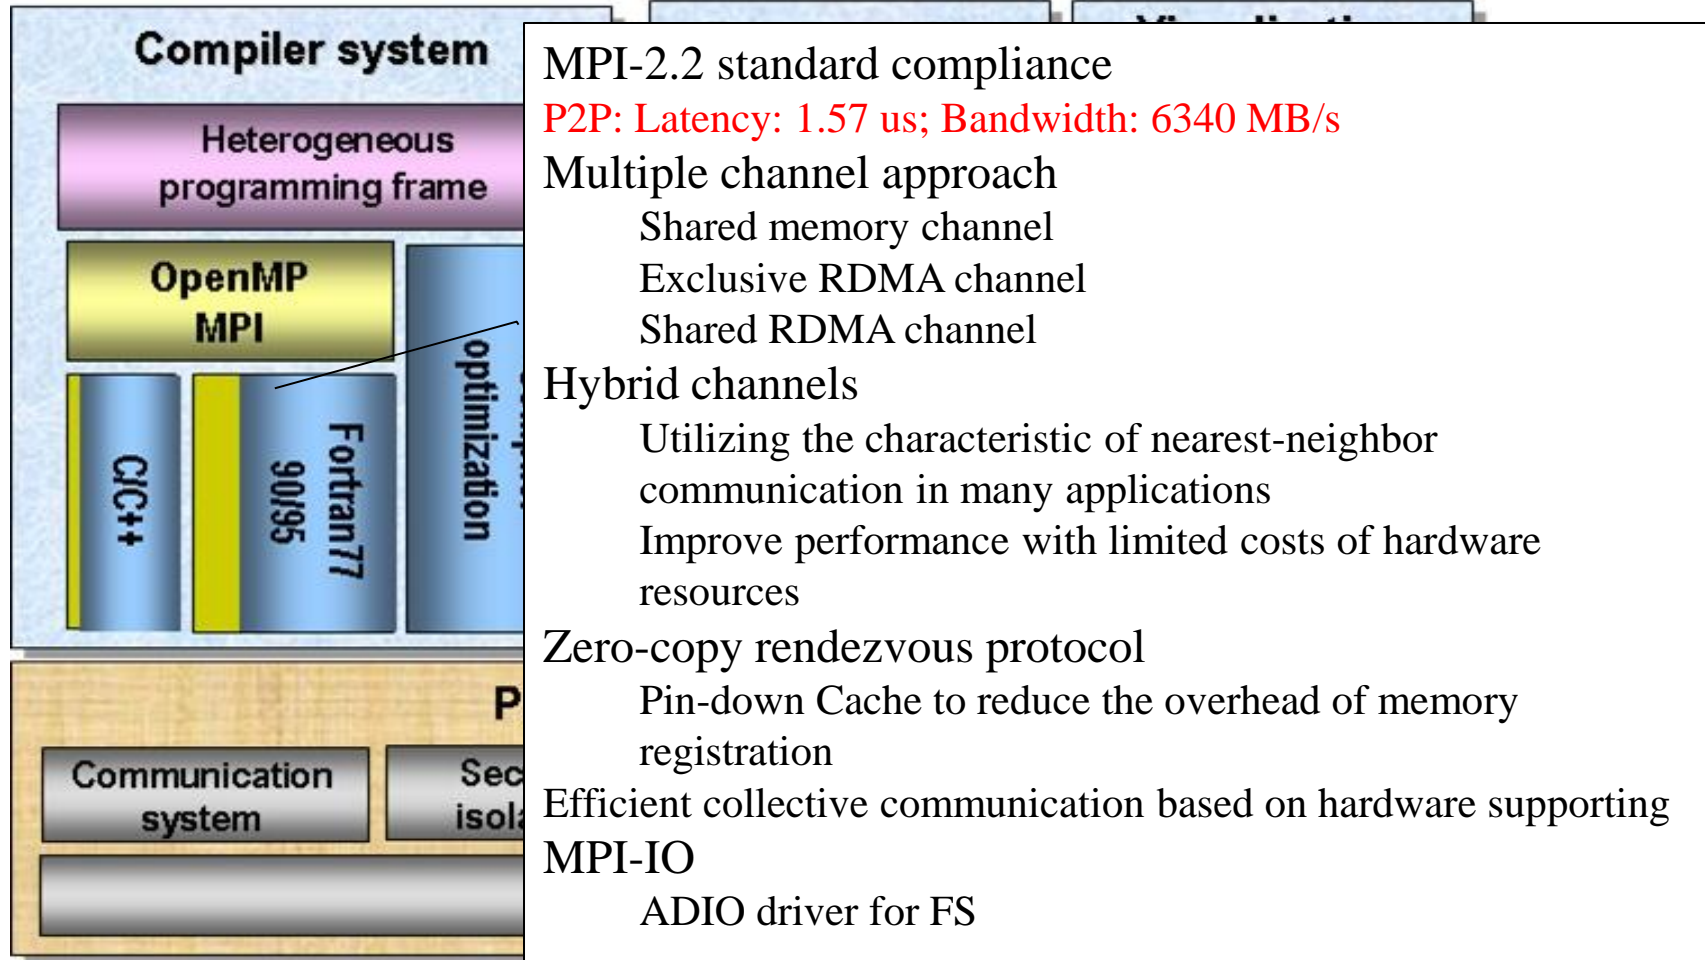 Compiler system
Heterogeneous
programming frame
OpenMP
MPI
C/C++
Fortran77
90/95
optimization
Communication
system
MPI-2.2 standard compliance
P2P: Latency: 1.57 us; Bandwidth: 6340 MB/s
Multiple channel approach
Shared memory channel
Exclusive RDMA channel
Shared RDMA channel
Hybrid channels
Utilizing the characteristic of nearest-neighbor
communication in many applications
Improve performance with limited costs of hardware
resources
Zero-copy rendezvous protocol
Pin-down Cache to reduce the overhead of memory
registration
Efficient collective communication based on hardware supporting
MPI-IO
ADIO driver for FS